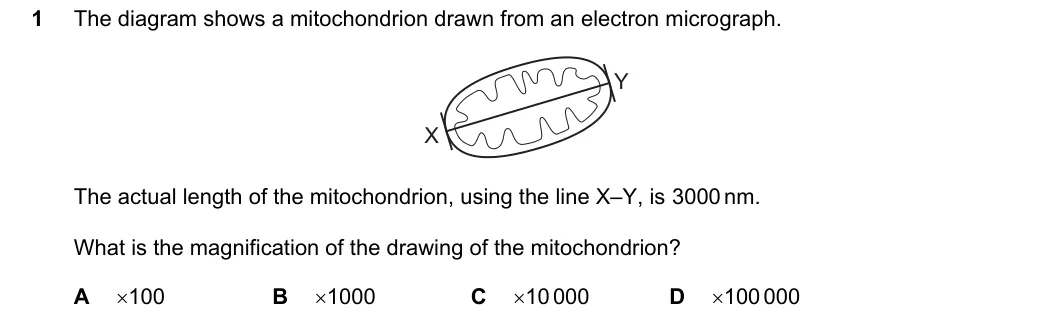 1 The diagram shows a mitochondrion drawn from an electron micrograph.
Y
X
The actual length of the mitochondrion, using the line X–Y, is 3000 nm.
What is the magnification of the drawing of the mitochondrion?
A ×100 B ×1000 C ×10 000 D ×100 000